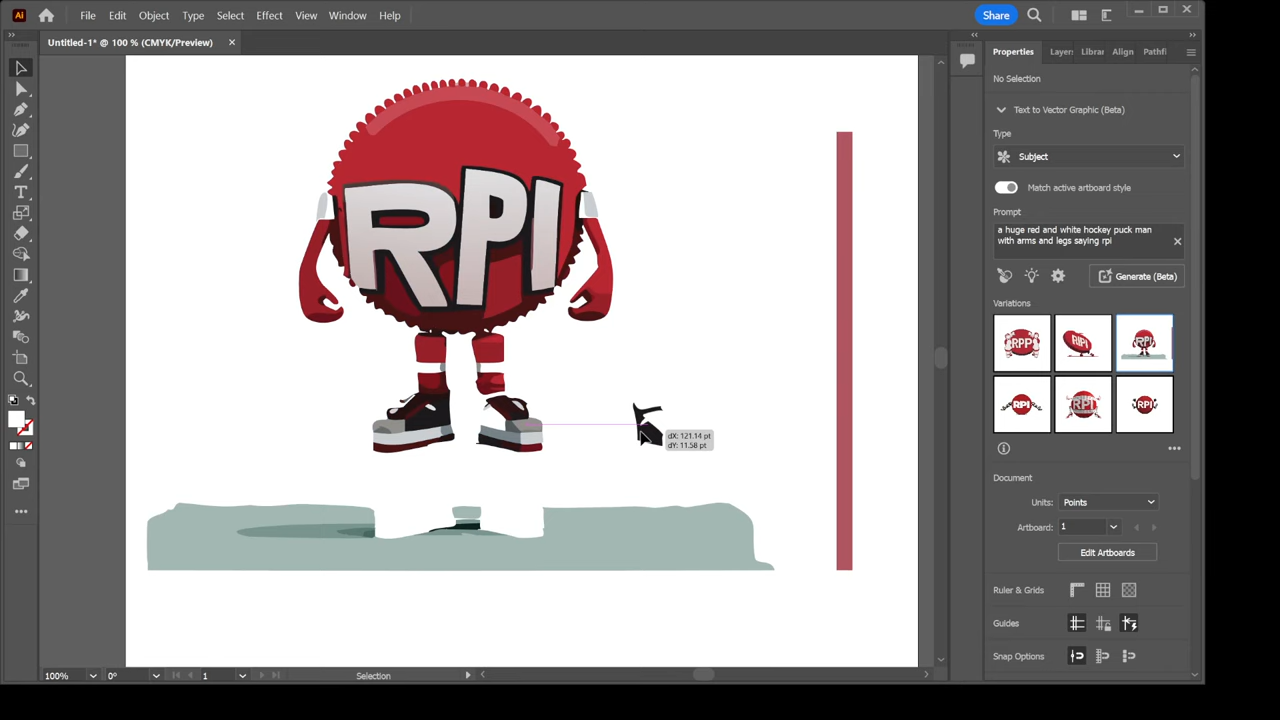 Ai
File Edit Object Type Select Effect View Window Help
Share
Untitled-1* @ 100 % (CMYK/Preview)
Properties Layers Librar Align Pathfi
No Selection
Text to Vector Graphic (Beta)
Type
Subject
Match active artboard style
Prompt
a huge red and white hockey puck man
with arms and legs saying rpi
Generate (Beta)
Variations
RPP RIPI RPI
RPI RPI RPI
RPI
dX: 121.14 pt
dY: 11.58 pt
Document
Units: Points
Artboard: 1
Edit Artboards
Ruler & Grids
Guides
Snap Options
100% 0° 1 Selection